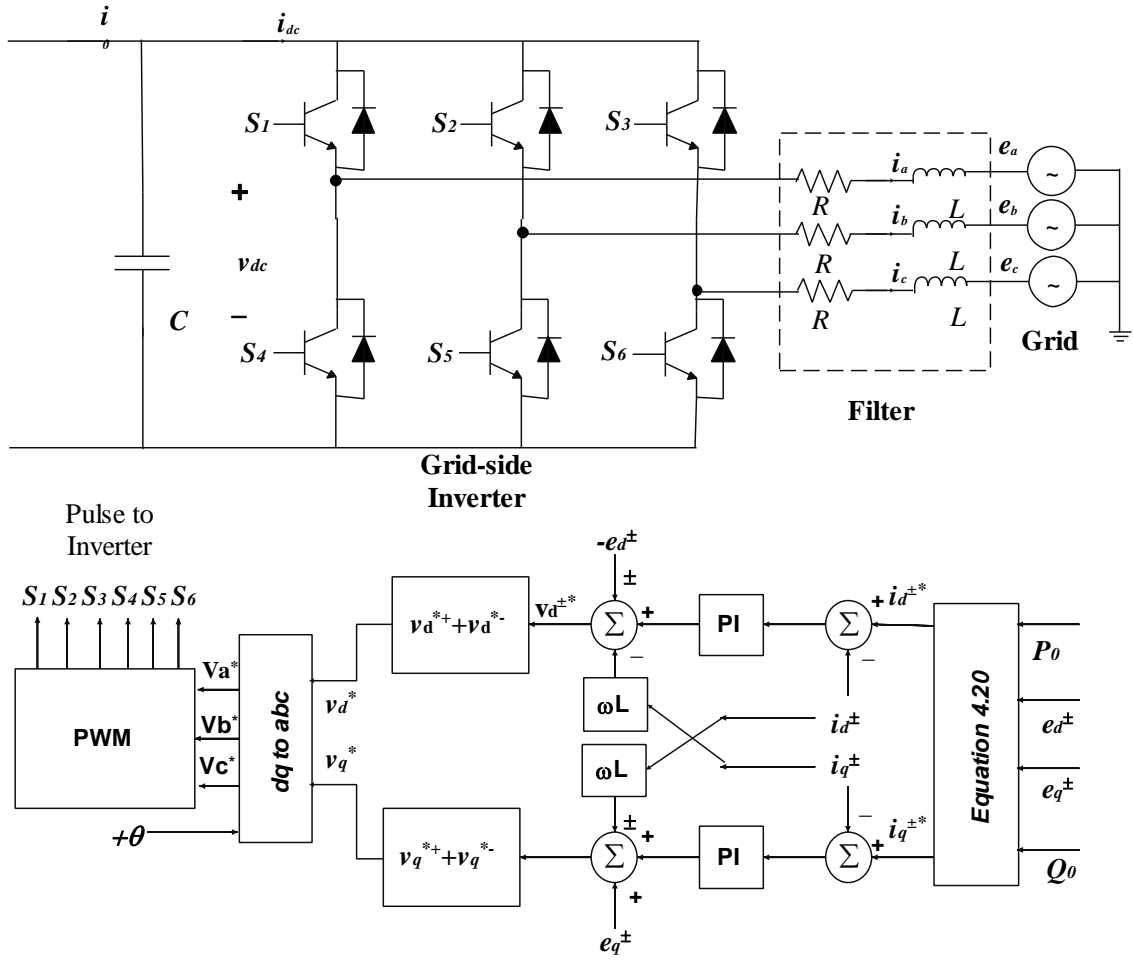 i₀
i_dc
S1
S2
S3
+
v_dc
−
C
S4
S5
S6
R
i_a
L
e_a
~
R
i_b
L
e_b
~
R
i_c
L
e_c
~
Grid
Filter
Grid-side
Inverter
Pulse to
Inverter
S1 S2 S3 S4 S5 S6
PWM
Va*
Vb*
Vc*
+θ
dq to abc
v_d*
v_q*
v_d*+ + v_d*-
v_q*+ + v_q*-
-e_d±
±
v_d±*
Σ
+
−
PI
Σ
+
−
i_d±*
ωL
ωL
i_d±
i_q±
±
Σ
+
+
e_q±
PI
Σ
−
+
i_q±*
Equation 4.20
P0
e_d±
e_q±
Q0